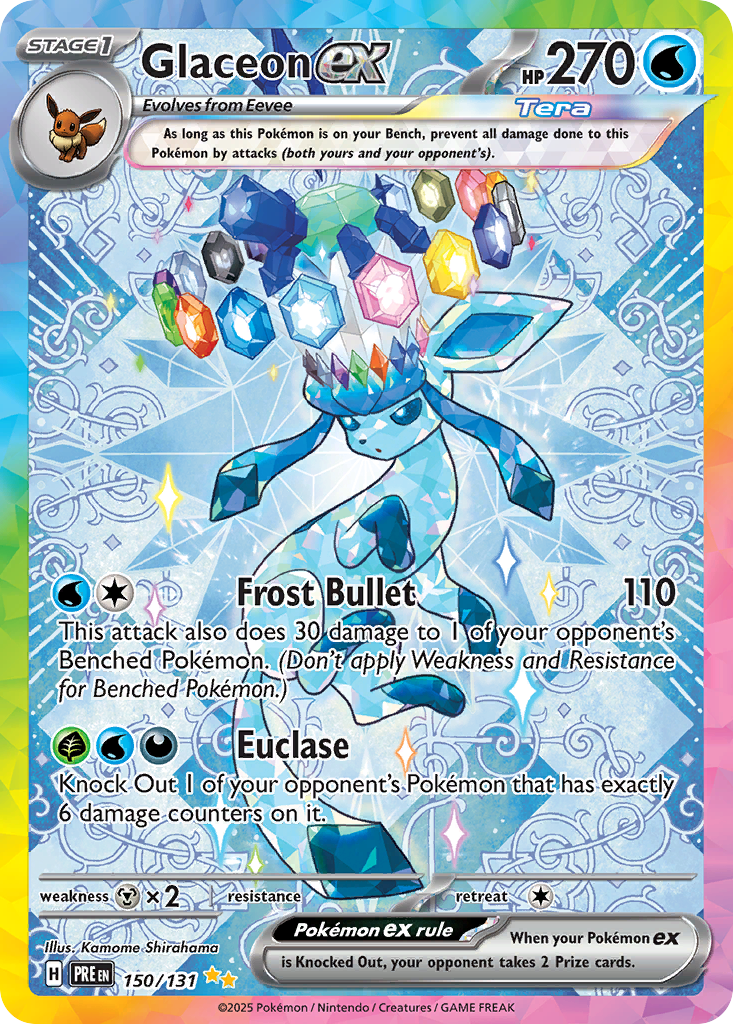 STAGE1
Glaceon ex
HP 270
Evolves from Eevee
Tera
As long as this Pokémon is on your Bench, prevent all damage done to this
Pokémon by attacks (both yours and your opponent's).
Frost Bullet 110
This attack also does 30 damage to 1 of your opponent's
Benched Pokémon. (Don't apply Weakness and Resistance
for Benched Pokémon.)
Euclase
Knock Out 1 of your opponent's Pokémon that has exactly
6 damage counters on it.
weakness ×2 resistance retreat
Illus. Kamome Shirahama
Pokémon ex rule
When your Pokémon ex
is Knocked Out, your opponent takes 2 Prize cards.
H PRE EN 150/131
©2025 Pokémon / Nintendo / Creatures / GAME FREAK